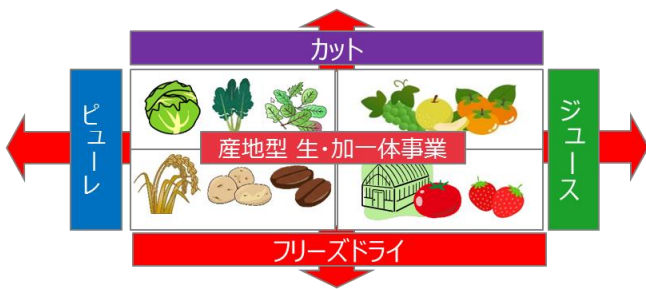 カット
ピューレ
産地型 生・加一体事業
ジュース
フリーズドライ